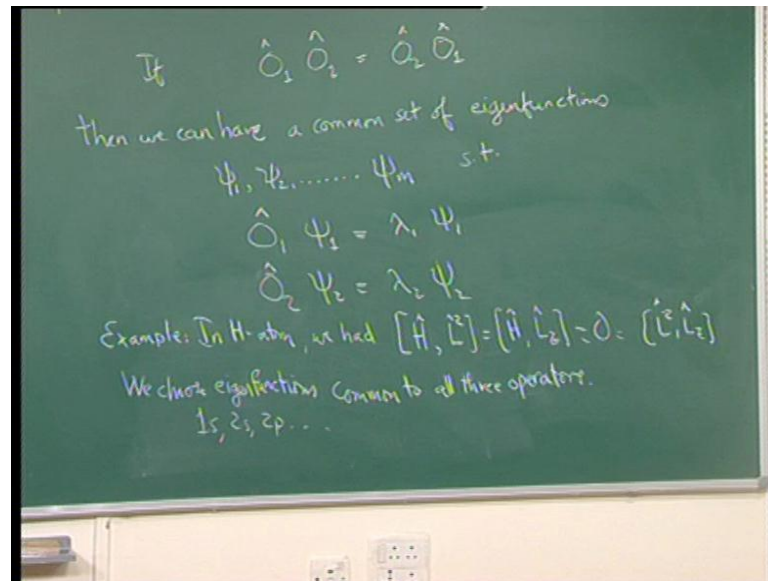 If Ô₁ Ô₂ = Ô₂ Ô₁
then we can have a common set of eigenfunctions
Ψ₁, Ψ₂, ....... Ψₘ s.t.
Ô₁ Ψ₁ = λ₁ Ψ₁
Ô₂ Ψ₂ = λ₂ Ψ₂
Example: In H-atom, we had [Ĥ, L̂²] = [Ĥ, L̂z] = 0 = [L̂², L̂z]
We chose eigenfunctions common to all three operators.
1s, 2s, 2p ....